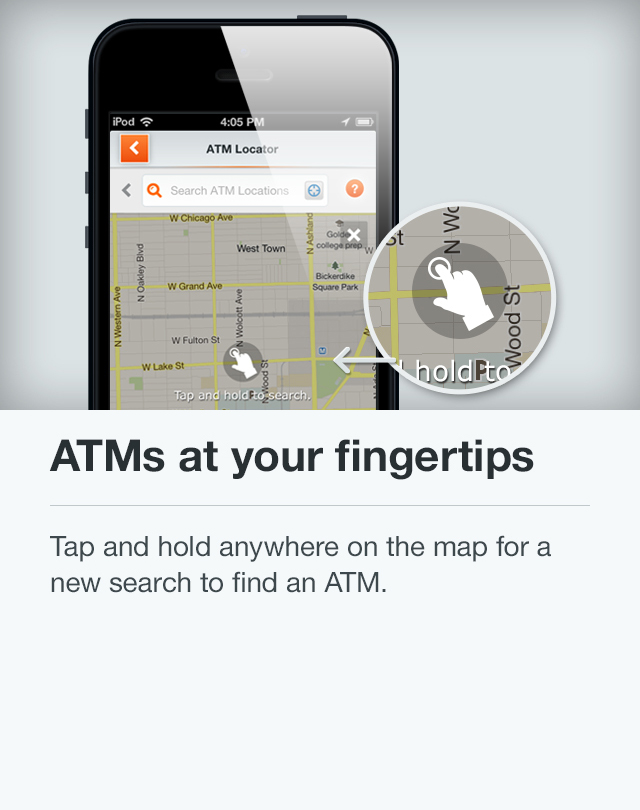 iPod 4:05 PM
ATM Locator
Search ATM Locations ?
W Chicago Ave
N Ashland
Golde
college prep
W
West Town
N Oakley Blvd
Bickerdike
Square Park
W Grand Ave
N Western Ave
N Wolcott Ave
W Fulton St
W Lake St
N Wood St
Tap and hold to search.
St
N Wo
Wood St
hold to
P
ATMs at your fingertips
Tap and hold anywhere on the map for a
new search to find an ATM.